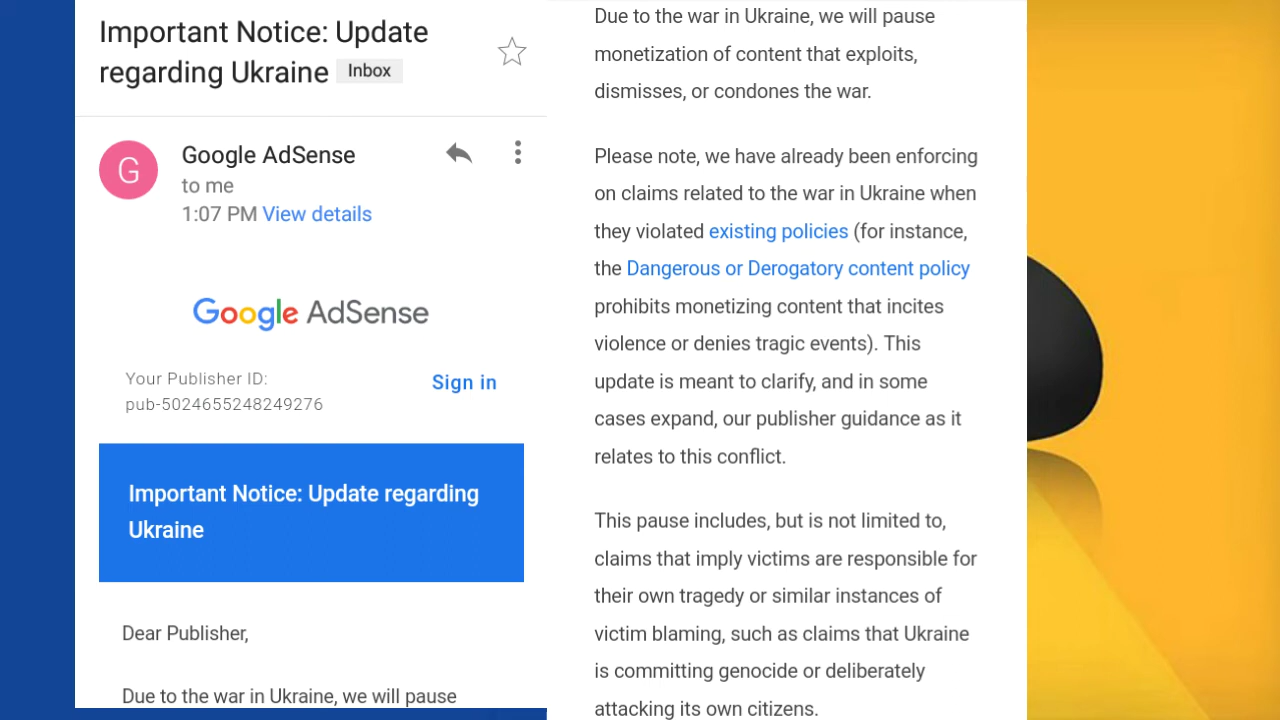 Important Notice: Update
regarding Ukraine Inbox
G
Google AdSense
to me
1:07 PM View details
Google AdSense
Your Publisher ID:
pub-5024655248249276
Sign in
Important Notice: Update regarding
Ukraine
Dear Publisher,
Due to the war in Ukraine, we will pause
Due to the war in Ukraine, we will pause
monetization of content that exploits,
dismisses, or condones the war.
Please note, we have already been enforcing
on claims related to the war in Ukraine when
they violated existing policies (for instance,
the Dangerous or Derogatory content policy
prohibits monetizing content that incites
violence or denies tragic events). This
update is meant to clarify, and in some
cases expand, our publisher guidance as it
relates to this conflict.
This pause includes, but is not limited to,
claims that imply victims are responsible for
their own tragedy or similar instances of
victim blaming, such as claims that Ukraine
is committing genocide or deliberately
attacking its own citizens.